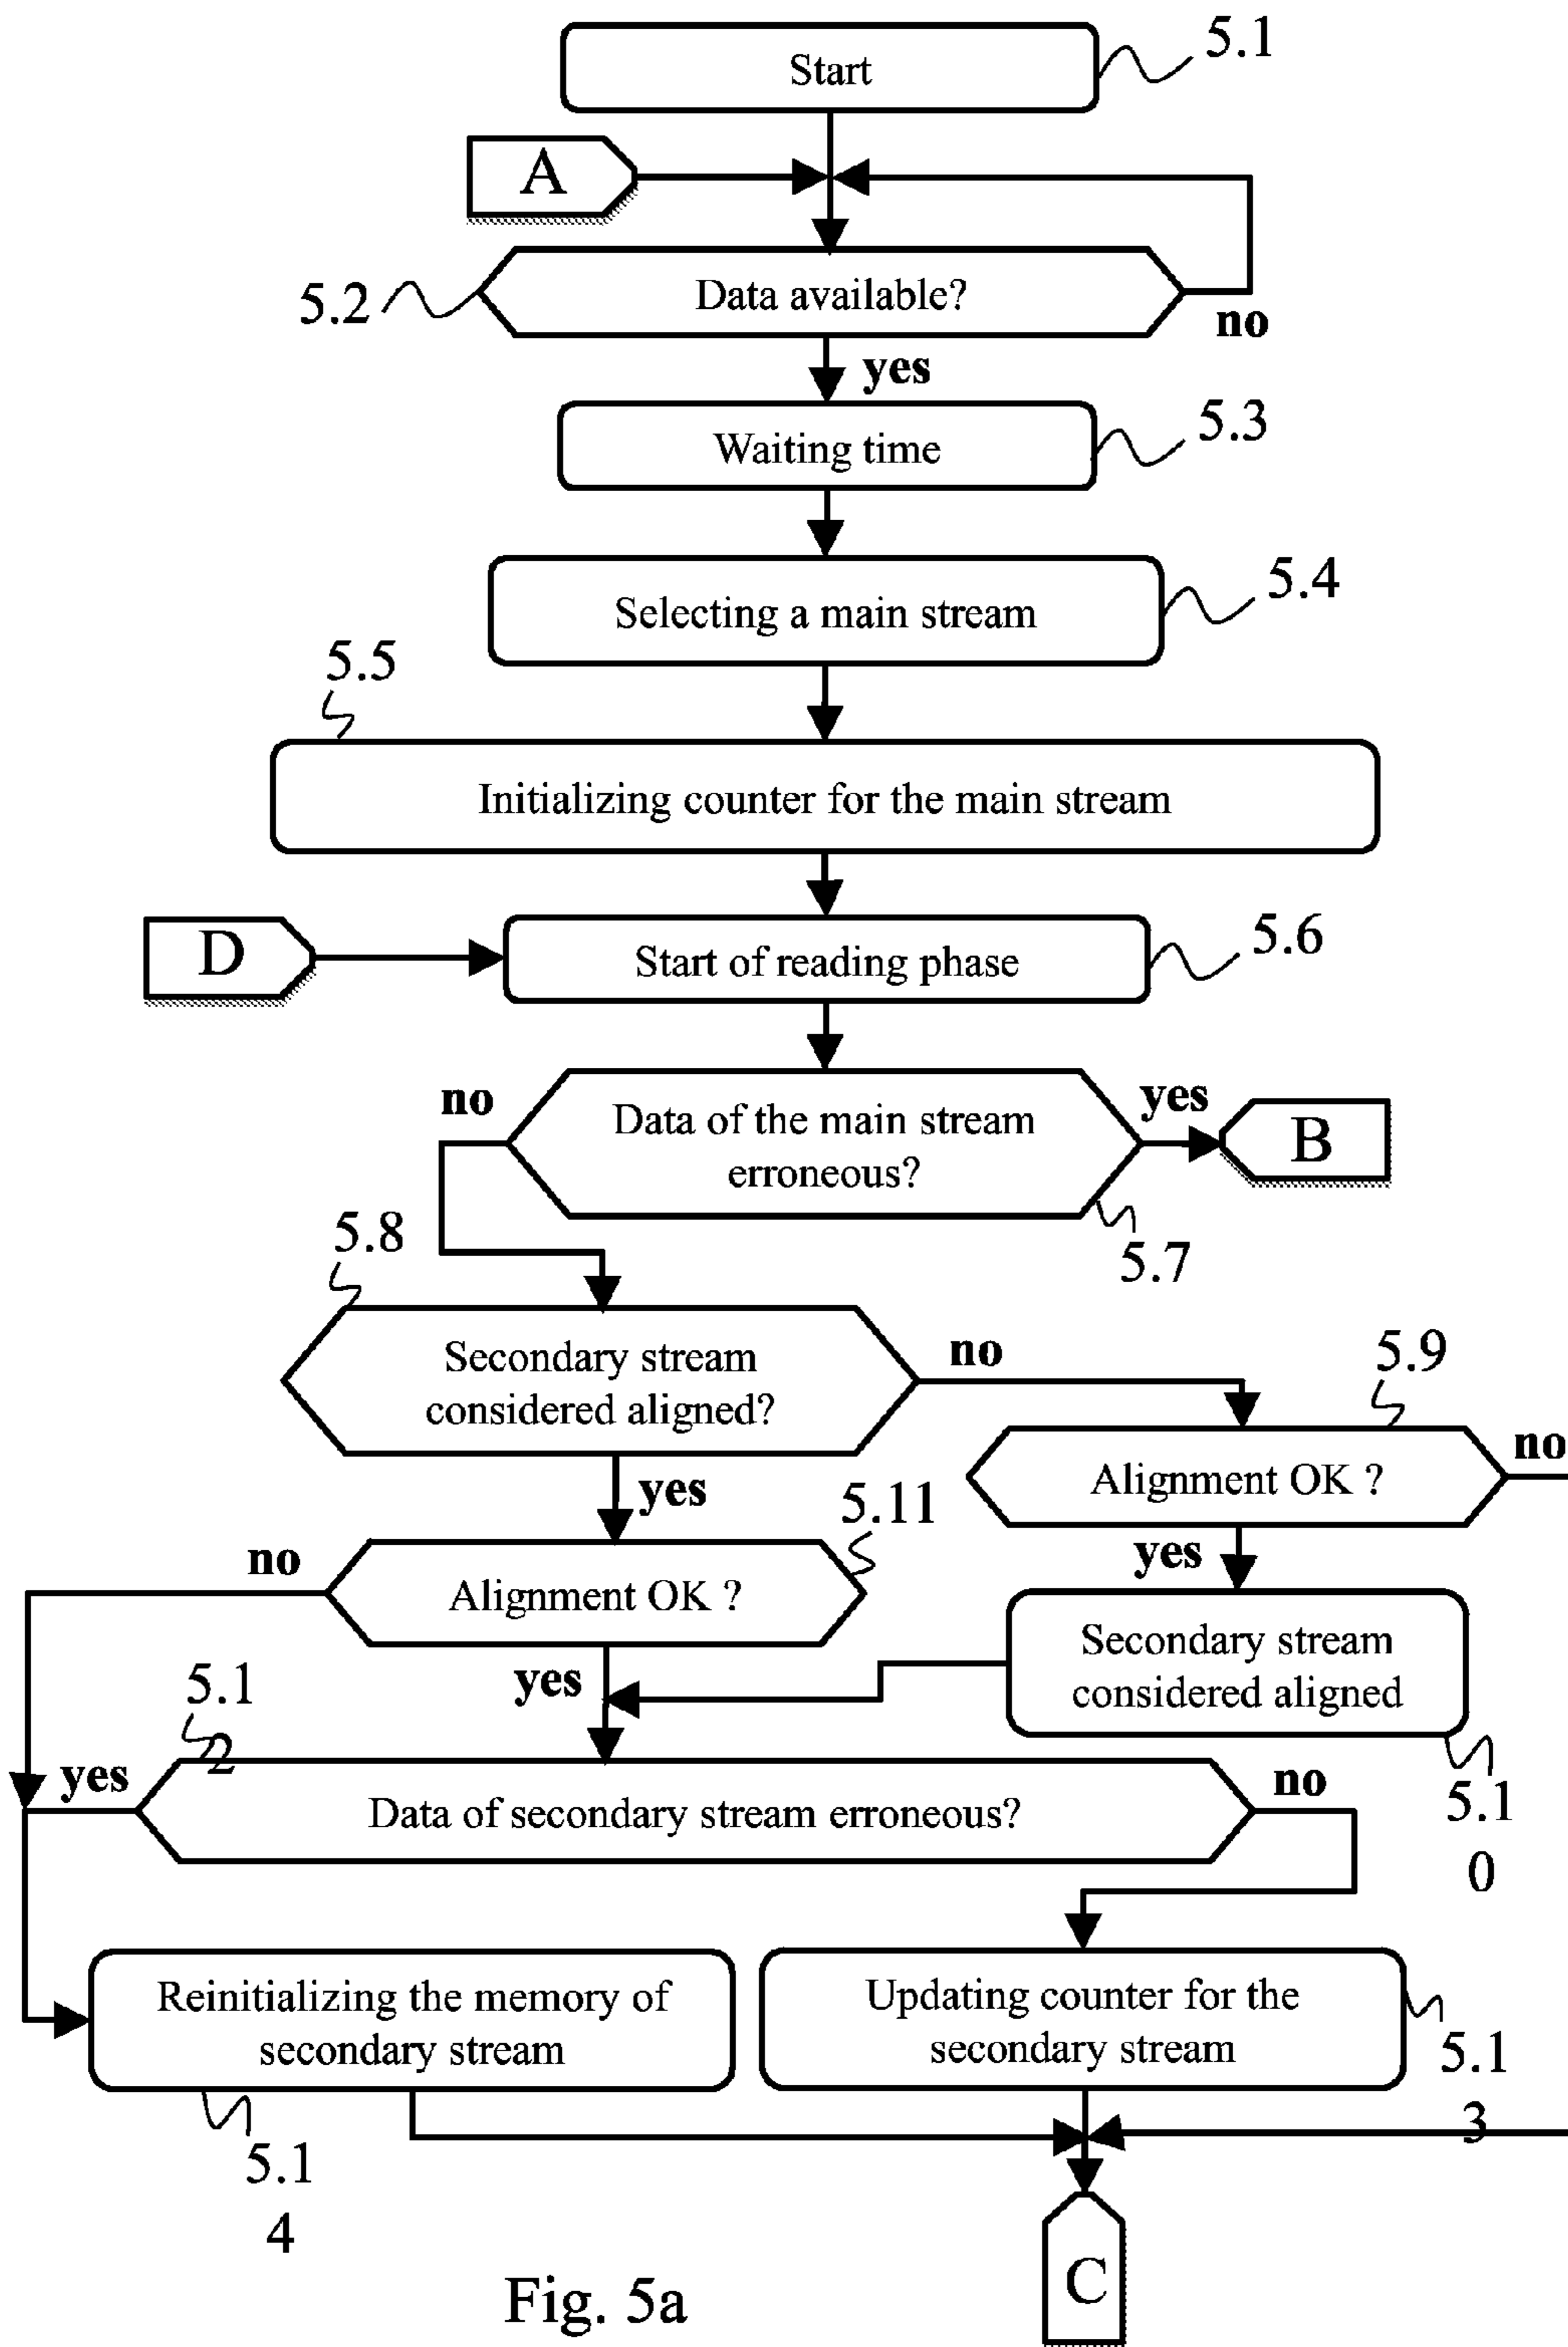 Start
5.1
A
5.2
Data available?
no
yes
Waiting time
5.3
Selecting a main stream
5.4
5.5
Initializing counter for the main stream
D
Start of reading phase
5.6
no
Data of the main stream
erroneous?
yes
B
5.7
5.8
Secondary stream
considered aligned?
no
5.9
Alignment OK ?
no
yes
5.11
no
Alignment OK ?
yes
Secondary stream
considered aligned
yes
5.1
2
yes
Data of secondary stream erroneous?
no
5.1
0
Reinitializing the memory of
secondary stream
Updating counter for the
secondary stream
5.1
3
5.1
4
C
Fig. 5a